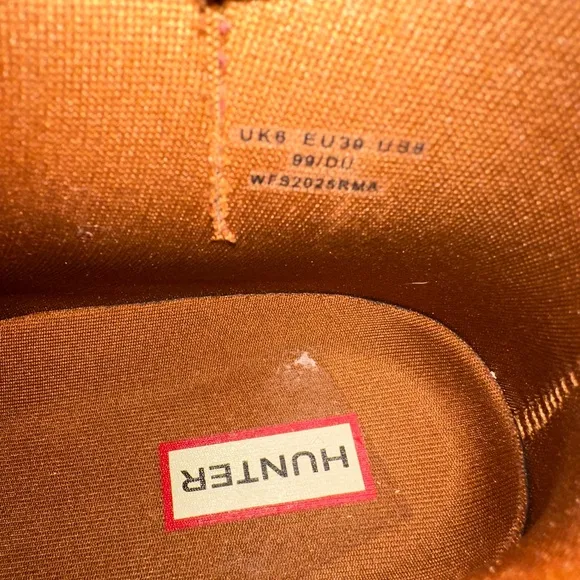 UK6 EU39 US8
99/DU
WFS2025RMA
HUNTER